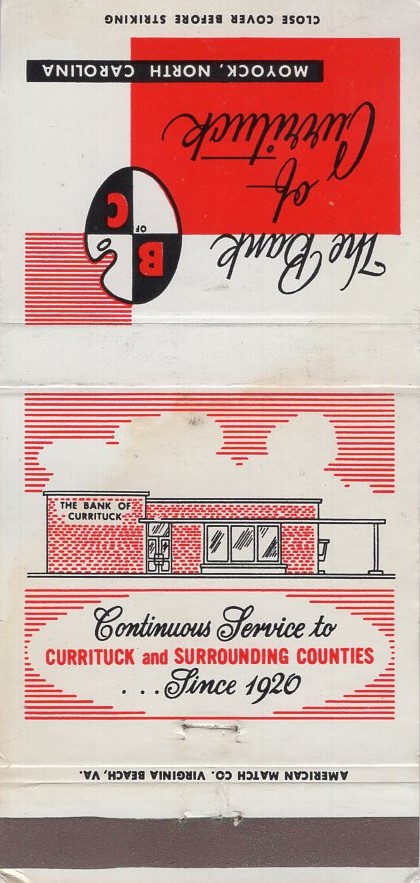 CLOSE COVER BEFORE STRIKING
MOYOCK, NORTH CAROLINA
The Bank
of
Currituck
B
OF
C
THE BANK OF
CURRITUCK
Continuous Service to
CURRITUCK and SURROUNDING COUNTIES
...Since 1920
AMERICAN MATCH CO. VIRGINIA BEACH, VA.